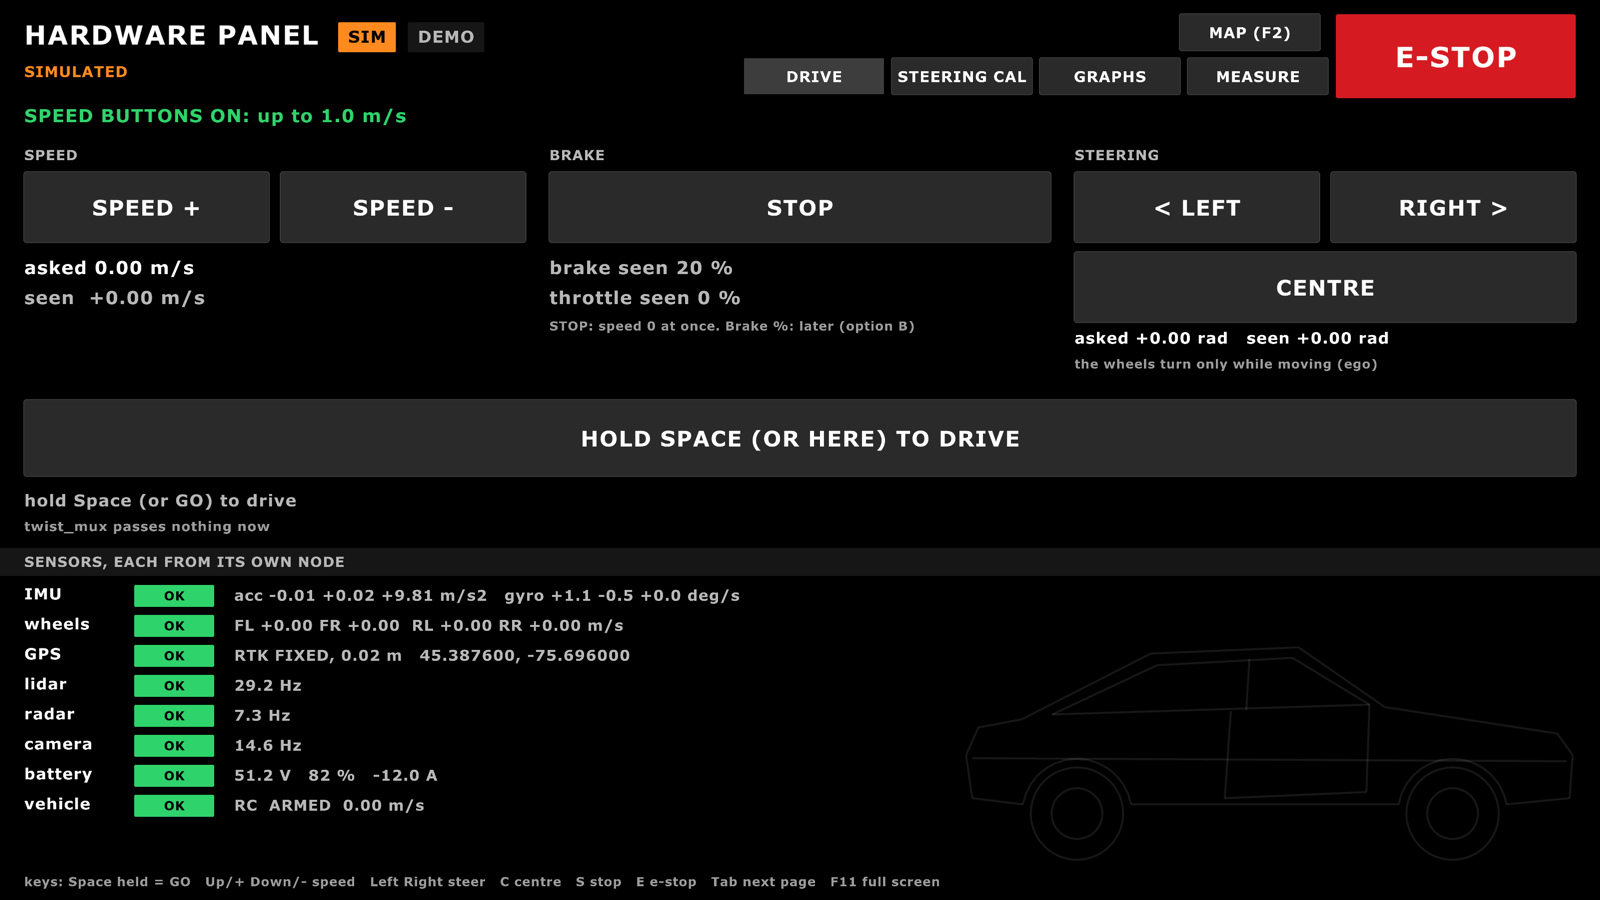 HARDWARE PANEL SIM DEMO
SIMULATED
MAP (F2)
E-STOP
DRIVE STEERING CAL GRAPHS MEASURE
SPEED BUTTONS ON: up to 1.0 m/s
SPEED
SPEED + SPEED -
asked 0.00 m/s
seen +0.00 m/s
BRAKE
STOP
brake seen 20 %
throttle seen 0 %
STOP: speed 0 at once. Brake %: later (option B)
STEERING
< LEFT RIGHT >
CENTRE
asked +0.00 rad seen +0.00 rad
the wheels turn only while moving (ego)
HOLD SPACE (OR HERE) TO DRIVE
hold Space (or GO) to drive
twist_mux passes nothing now
SENSORS, EACH FROM ITS OWN NODE
IMU OK acc -0.01 +0.02 +9.81 m/s2 gyro +1.1 -0.5 +0.0 deg/s
wheels OK FL +0.00 FR +0.00 RL +0.00 RR +0.00 m/s
GPS OK RTK FIXED, 0.02 m 45.387600, -75.696000
lidar OK 29.2 Hz
radar OK 7.3 Hz
camera OK 14.6 Hz
battery OK 51.2 V 82 % -12.0 A
vehicle OK RC ARMED 0.00 m/s
keys: Space held = GO Up/+ Down/- speed Left Right steer C centre S stop E e-stop Tab next page F11 full screen